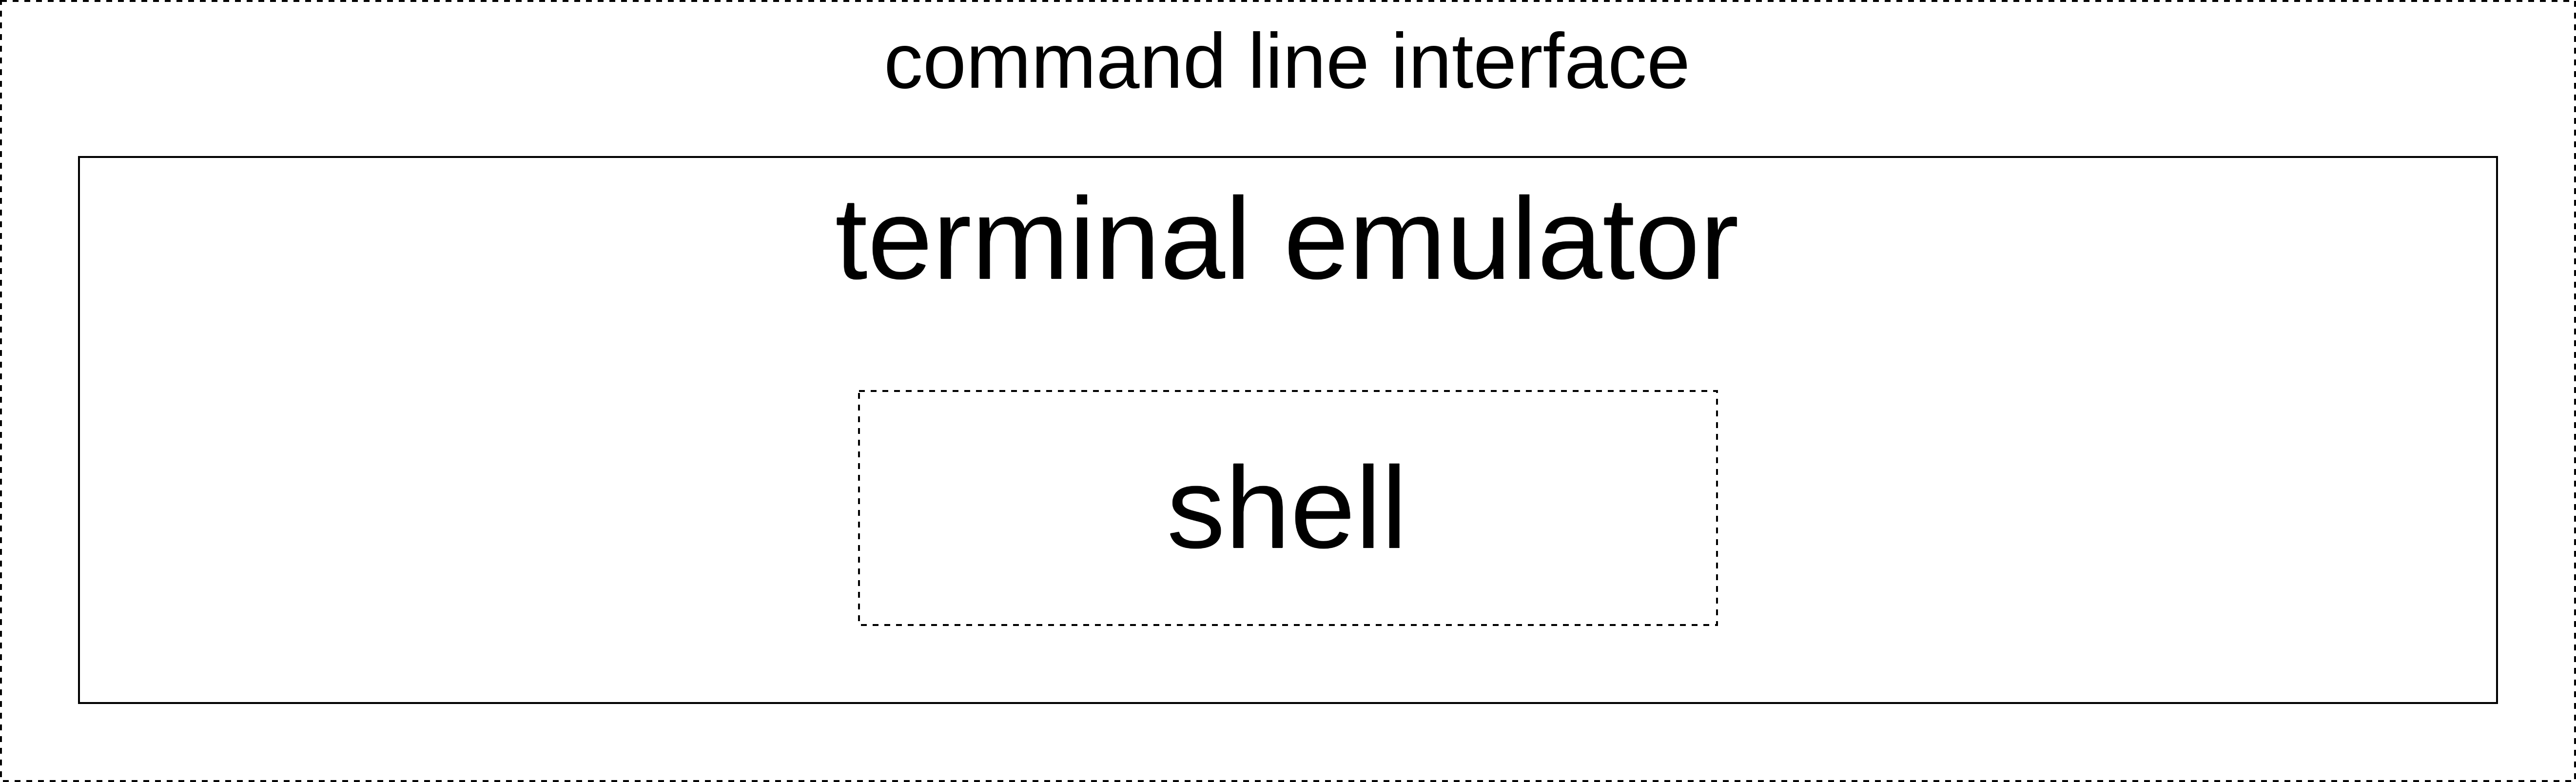 command line interface
terminal emulator
shell